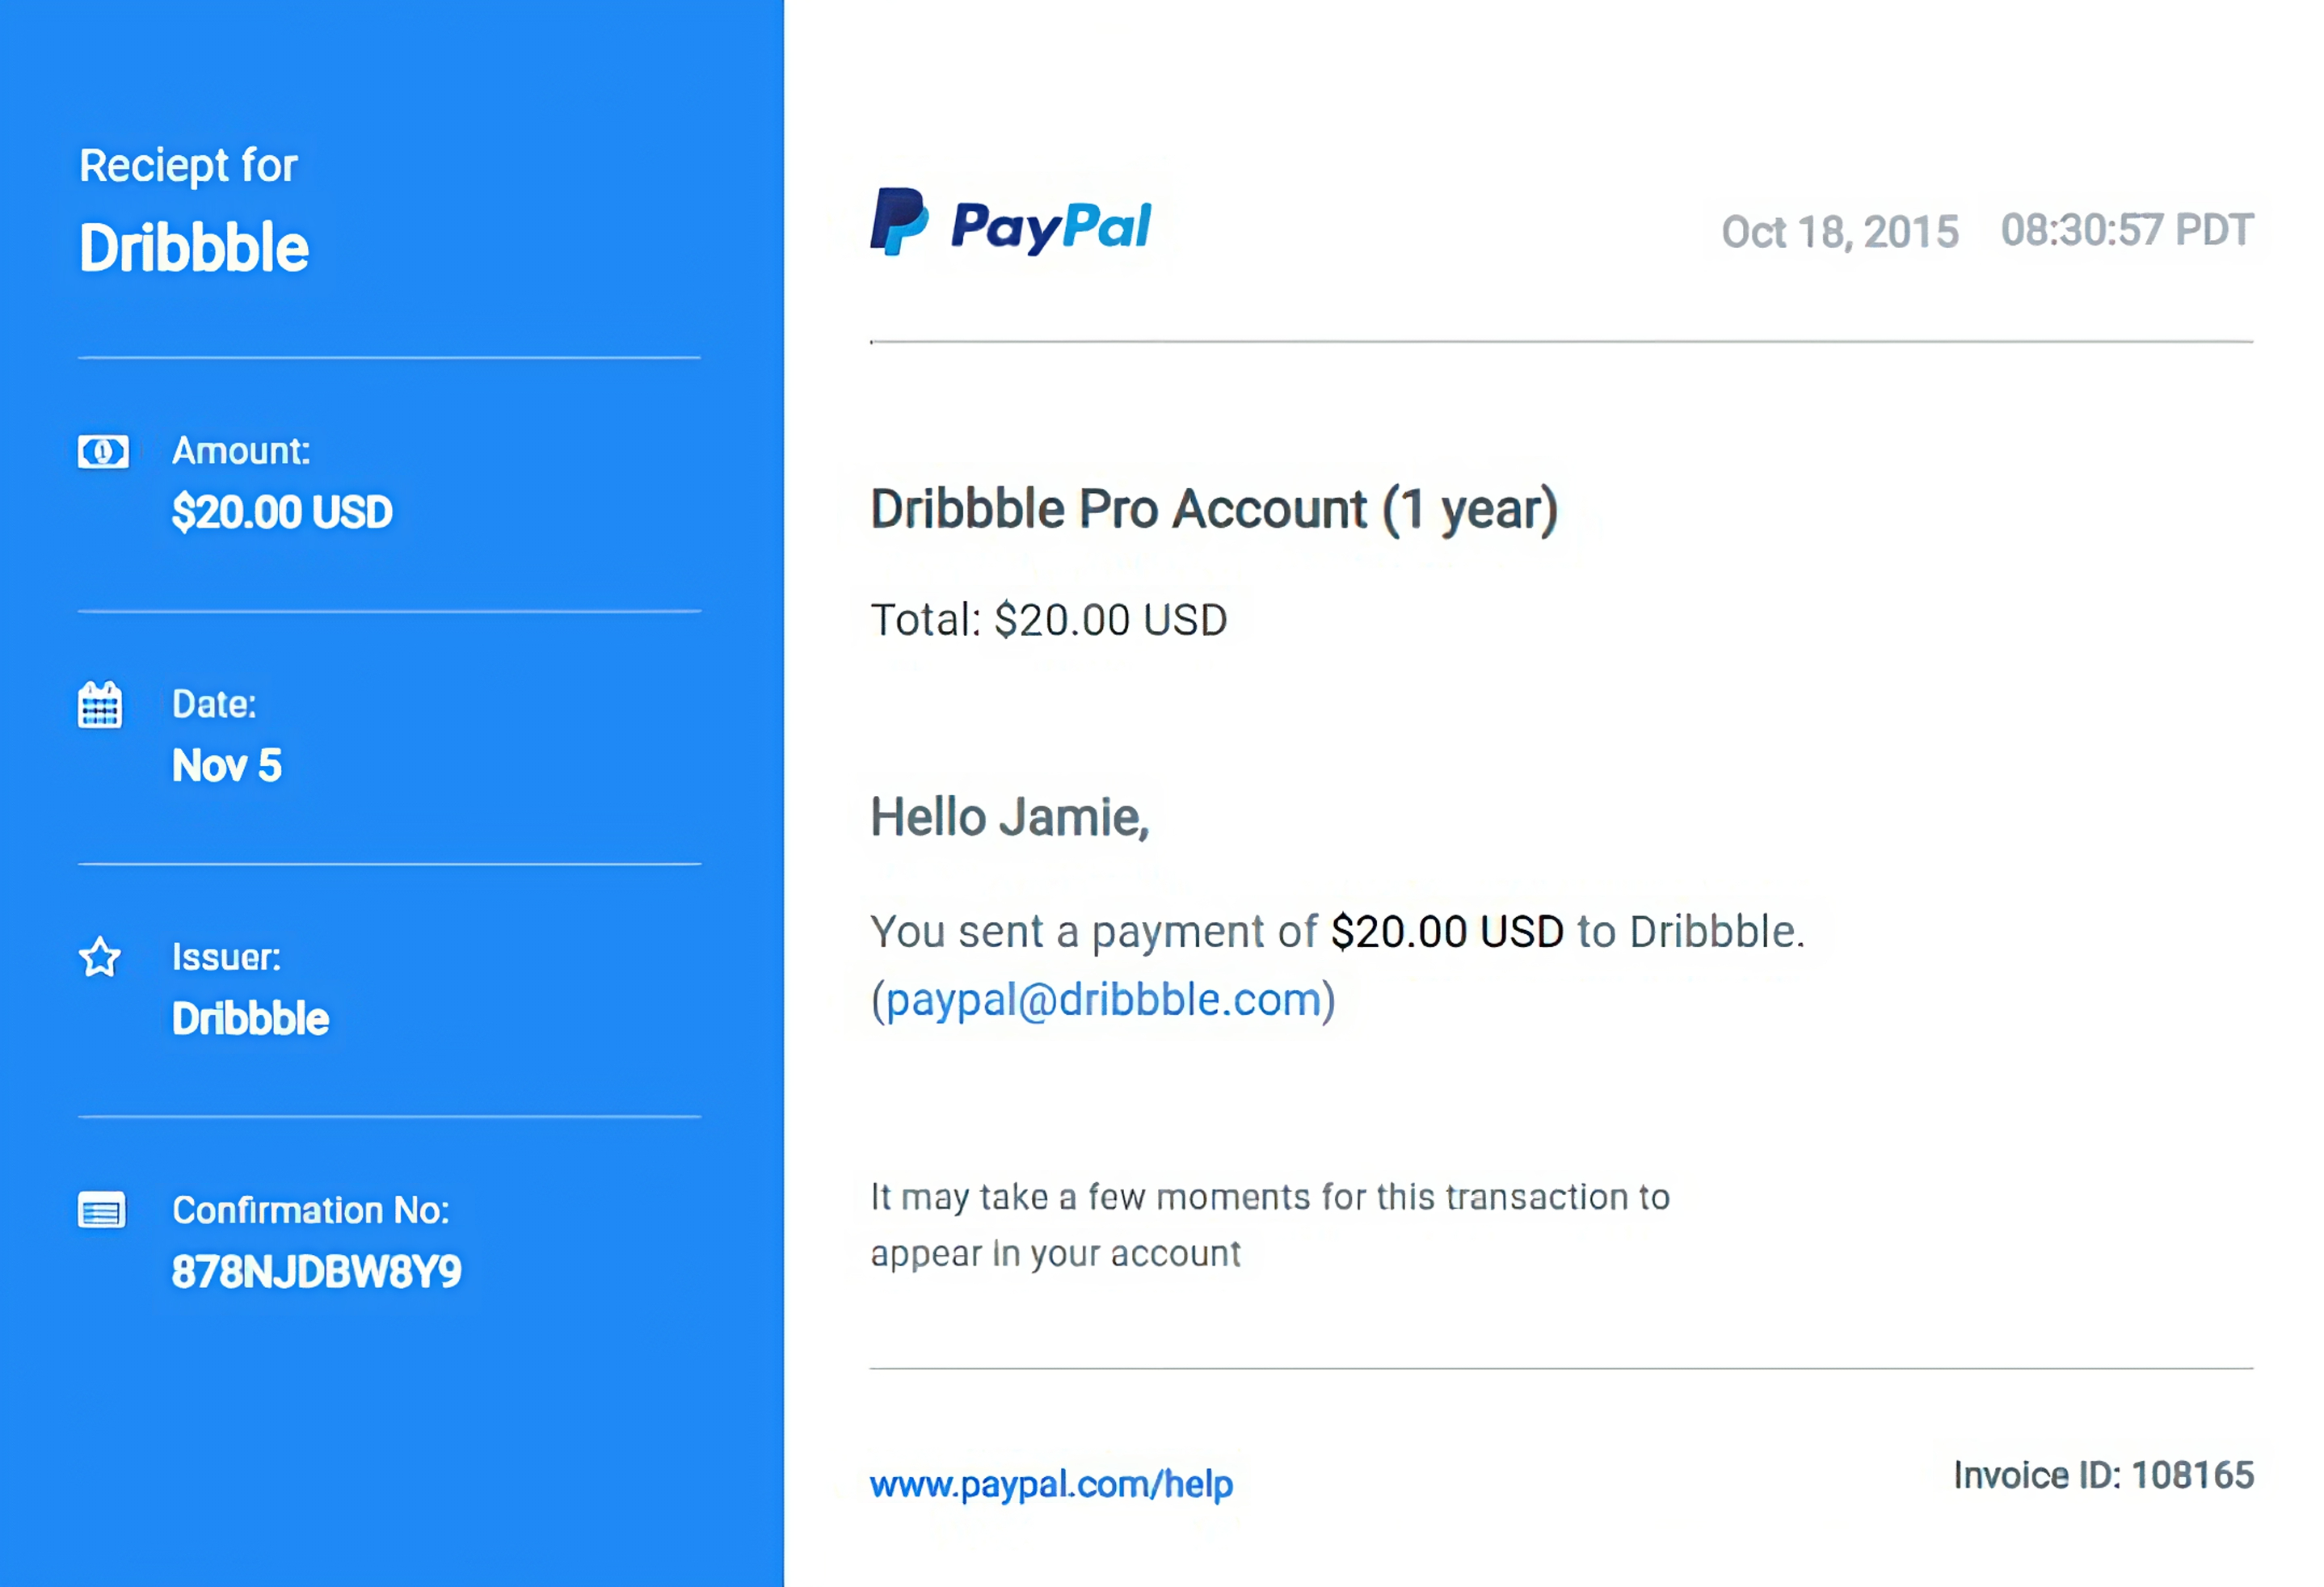 Reciept for
Dribbble
Amount:
$20.00 USD
Date:
Nov 5
Issuer:
Dribbble
Confirmation No:
878NJDBW8Y9
PayPal
Oct 18, 2015 08:30:57 PDT
Dribbble Pro Account (1 year)
Total: $20.00 USD
Hello Jamie,
You sent a payment of $20.00 USD to Dribbble.
(paypal@dribbble.com)
It may take a few moments for this transaction to
appear in your account
www.paypal.com/help
Invoice ID: 108165